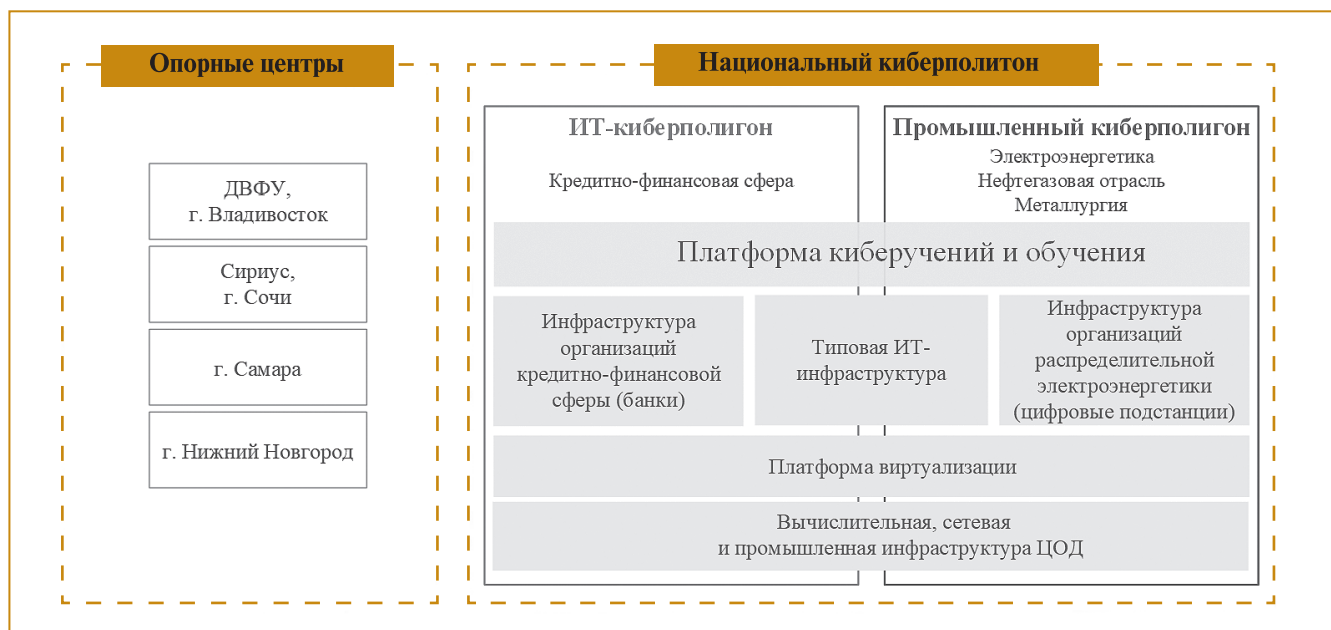 Опорные центры
ДВФУ,
г. Владивосток
Сириус,
г. Сочи
г. Самара
г. Нижний Новгород
Национальный киберполитон
ИТ-киберполигон
Кредитно-финансовая сфера
Промышленный киберполигон
Электроэнергетика
Нефтегазовая отрасль
Металлургия
Платформа киберучений и обучения
Инфраструктура
организаций
кредитно-финансовой
сферы (банки)
Типовая ИТ-
инфраструктура
Инфраструктура
организаций
распределительной
электроэнергетики
(цифровые подстанции)
Платформа виртуализации
Вычислительная, сетевая
и промышленная инфраструктура ЦОД